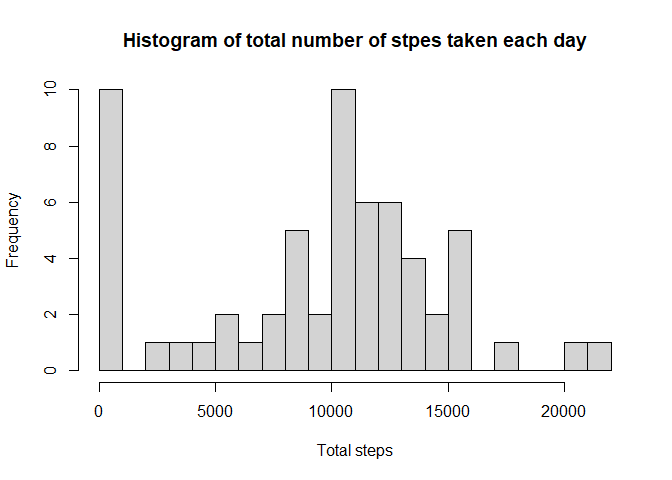 Histogram of total number of stpes taken each day
Frequency
10
8
6
4
2
0
0 5000 10000 15000 20000
Total steps